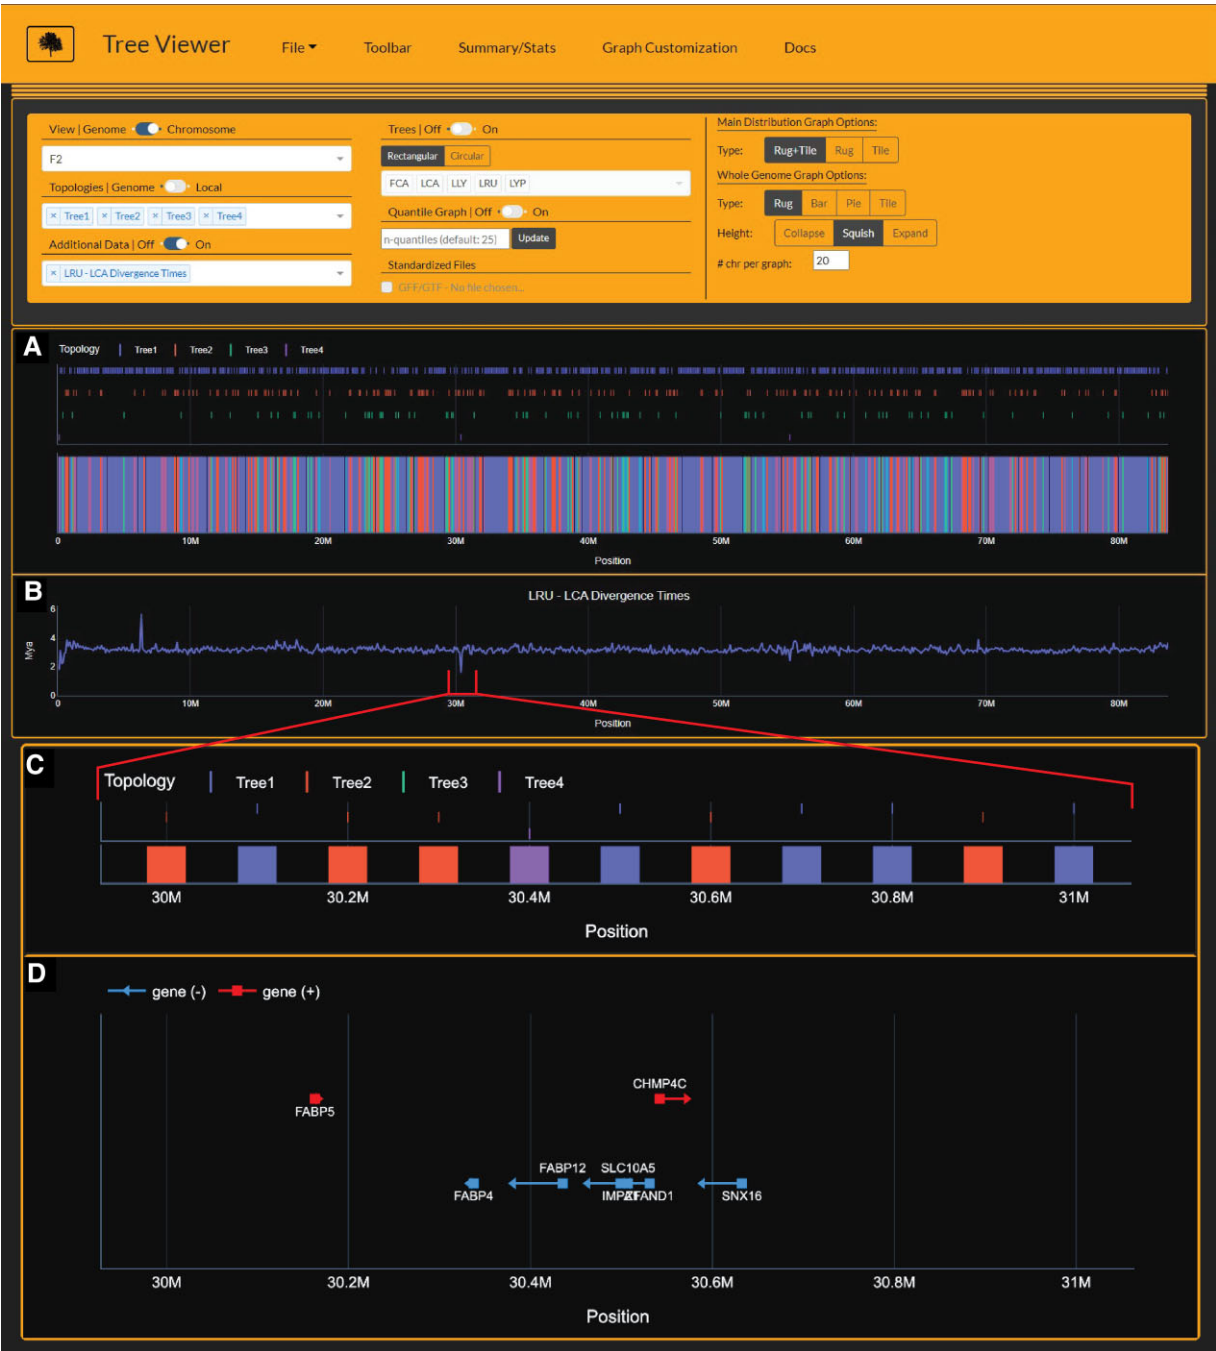 Tree Viewer File Toolbar Summary/Stats Graph Customization Docs
View | Genome Chromosome
F2
Topologies | Genome Local
× Tree1 × Tree2 × Tree3 × Tree4
Additional Data | Off On
× LRU - LCA Divergence Times
Trees | Off On
Rectangular Circular
FCA LCA LLY LRU LYP
Quantile Graph | Off On
n-quantiles (default: 25) Update
Standardized Files
GFF/GTF - No file chosen...
Main Distribution Graph Options:
Type: Rug+Tile Rug Tile
Whole Genome Graph Options:
Type: Rug Bar Pie Tile
Height: Collapse Squish Expand
# chr per graph: 20
A
Topology Tree1 Tree2 Tree3 Tree4
0 10M 20M 30M 40M 50M 60M 70M 80M
Position
B
LRU - LCA Divergence Times
6
4
2
0
Mya
0 10M 20M 30M 40M 50M 60M 70M 80M
Position
C
Topology Tree1 Tree2 Tree3 Tree4
30M 30.2M 30.4M 30.6M 30.8M 31M
Position
D
gene (-) gene (+)
CHMP4C
FABP5
FABP12 SLC10A5
FABP4 ZFAND1 SNX16
30M 30.2M 30.4M 30.6M 30.8M 31M
Position